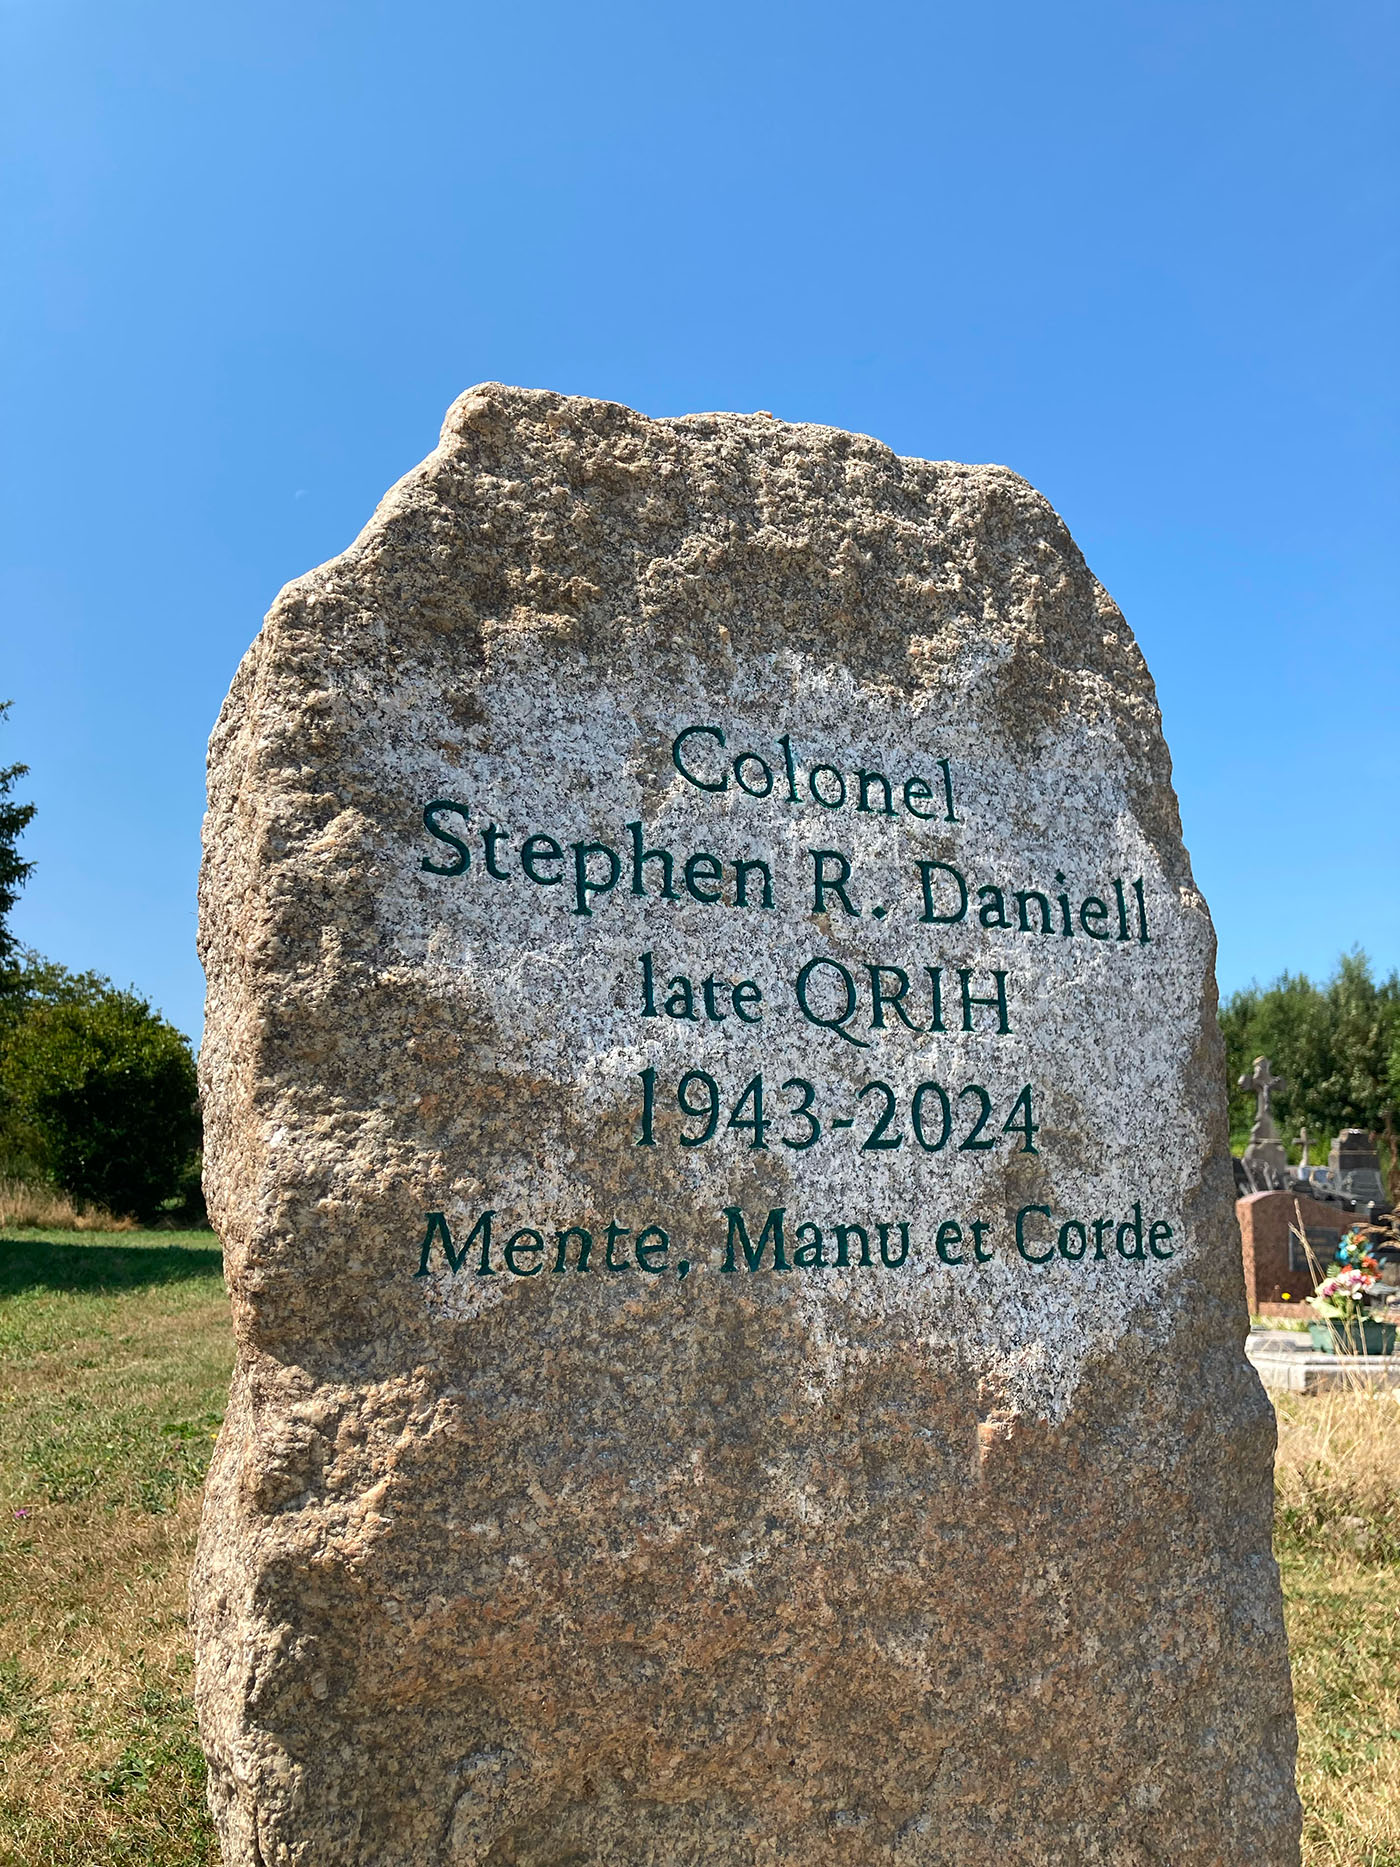 Colonel
Stephen R. Daniell
late QRIH
1943-2024
Mente, Manu et Corde